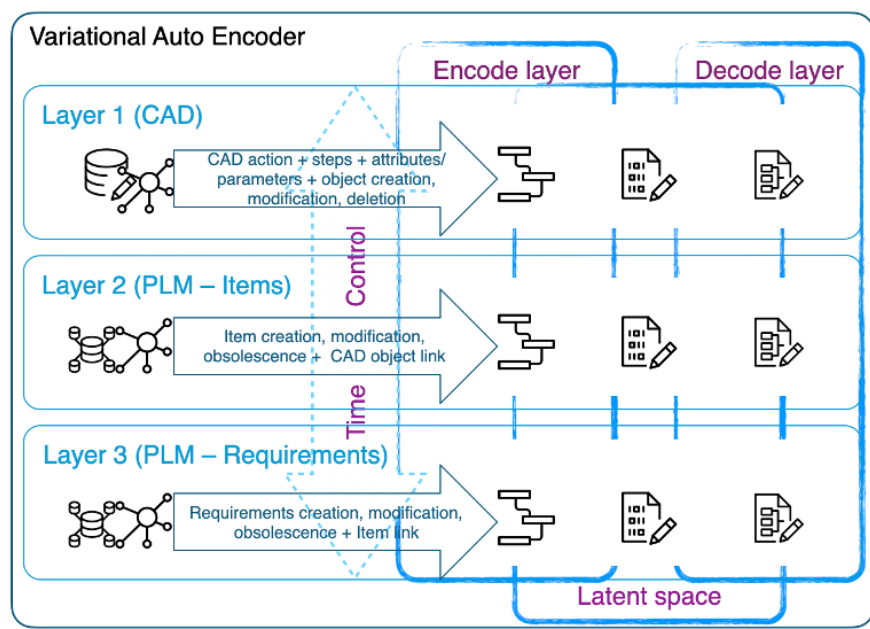 Variational Auto Encoder
Encode layer
Decode layer
Layer 1 (CAD)
CAD action + steps + attributes/
parameters + object creation,
modification, deletion
Control
Layer 2 (PLM – Items)
Item creation, modification,
obsolescence + CAD object link
Time
Layer 3 (PLM – Requirements)
Requirements creation, modification,
obsolescence + Item link
Latent space